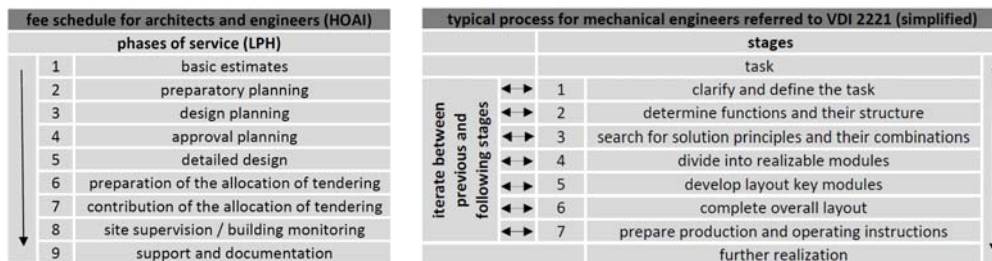 fee schedule for architects and engineers (HOAI)
phases of service (LPH)
1 basic estimates
2 preparatory planning
3 design planning
4 approval planning
5 detailed design
6 preparation of the allocation of tendering
7 contribution of the allocation of tendering
8 site supervision / building monitoring
9 support and documentation
typical process for mechanical engineers referred to VDI 2221 (simplified)
stages
task
iterate between
previous and
following stages
1 clarify and define the task
2 determine functions and their structure
3 search for solution principles and their combinations
4 divide into realizable modules
5 develop layout key modules
6 complete overall layout
7 prepare production and operating instructions
further realization